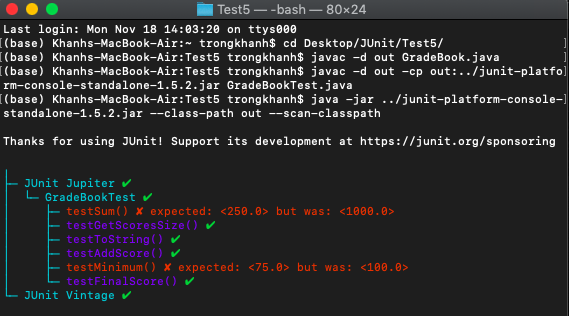 Test5 — -bash — 80×24
Last login: Mon Nov 18 14:03:20 on ttys000
[(base) Khanhs-MacBook-Air:~ trongkhanh$ cd Desktop/JUnit/Test5/ ]
[(base) Khanhs-MacBook-Air:Test5 trongkhanh$ javac -d out GradeBook.java ]
[(base) Khanhs-MacBook-Air:Test5 trongkhanh$ javac -d out -cp out:../junit-platfo]
rm-console-standalone-1.5.2.jar GradeBookTest.java
[(base) Khanhs-MacBook-Air:Test5 trongkhanh$ java -jar ../junit-platform-console-]
standalone-1.5.2.jar --class-path out --scan-classpath
Thanks for using JUnit! Support its development at https://junit.org/sponsoring
├─ JUnit Jupiter ✔
│ └─ GradeBookTest ✔
│ ├─ testSum() ✘ expected: <250.0> but was: <1000.0>
│ ├─ testGetScoresSize() ✔
│ ├─ testToString() ✔
│ ├─ testAddScore() ✔
│ ├─ testMinimum() ✘ expected: <75.0> but was: <100.0>
│ └─ testFinalScore() ✔
└─ JUnit Vintage ✔